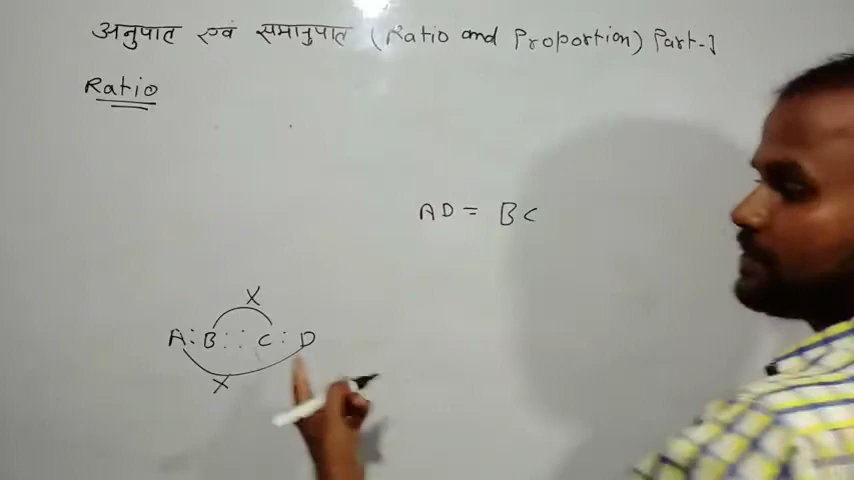 अनुपात एवं समानुपात (Ratio and Proportion) Part-1
Ratio
AD = BC
X
A : B : : C : D
X